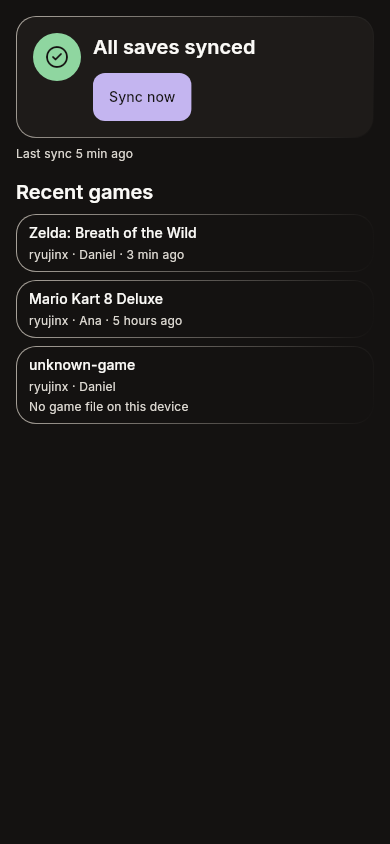 All saves synced
Sync now
Last sync 5 min ago
Recent games
Zelda: Breath of the Wild
ryujinx · Daniel · 3 min ago
Mario Kart 8 Deluxe
ryujinx · Ana · 5 hours ago
unknown-game
ryujinx · Daniel
No game file on this device